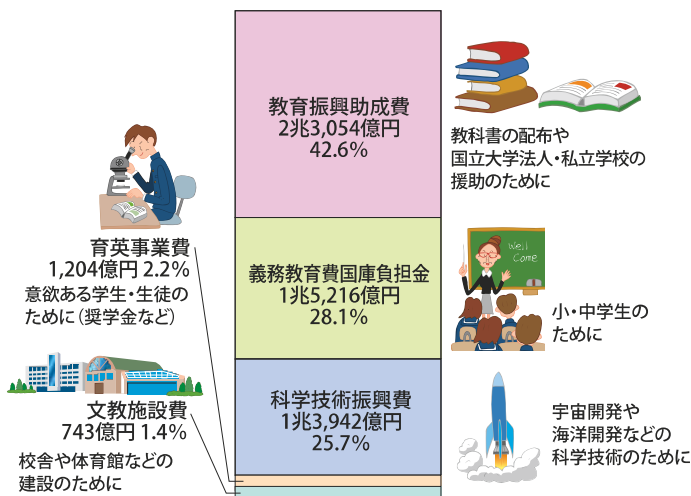 教育振興助成費
2兆3,054億円
42.6%
教科書の配布や
国立大学法人・私立学校の
援助のために
育英事業費
1,204億円 2.2%
意欲ある学生・生徒の
ために（奨学金など）
義務教育費国庫負担金
1兆5,216億円
28.1%
Well
Come
小・中学生の
ために
文教施設費
743億円 1.4%
校舎や体育館などの
建設のために
科学技術振興費
1兆3,942億円
25.7%
宇宙開発や
海洋開発などの
科学技術のために